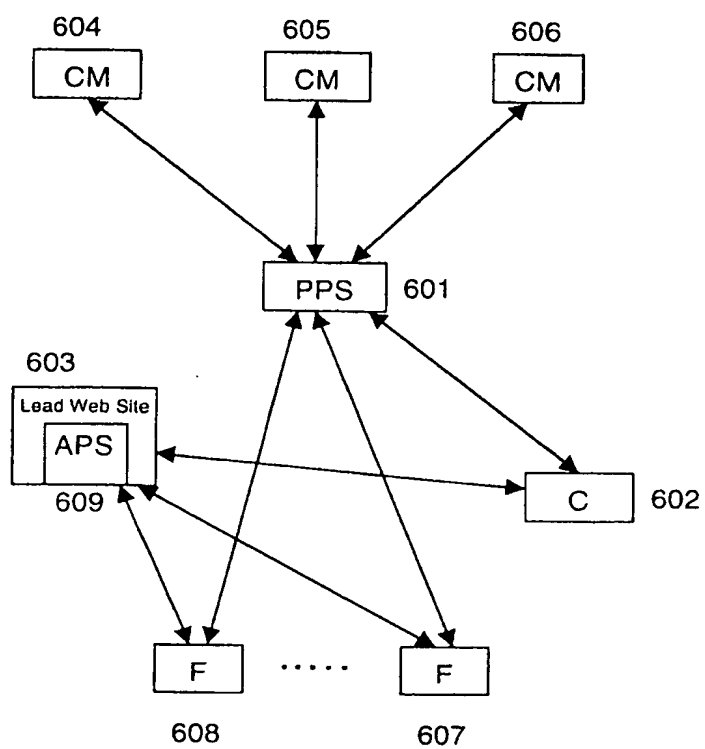 604 605 606
CM CM CM
PPS 601
603
Lead Web Site
APS
609
C 602
F ..... F
608 607